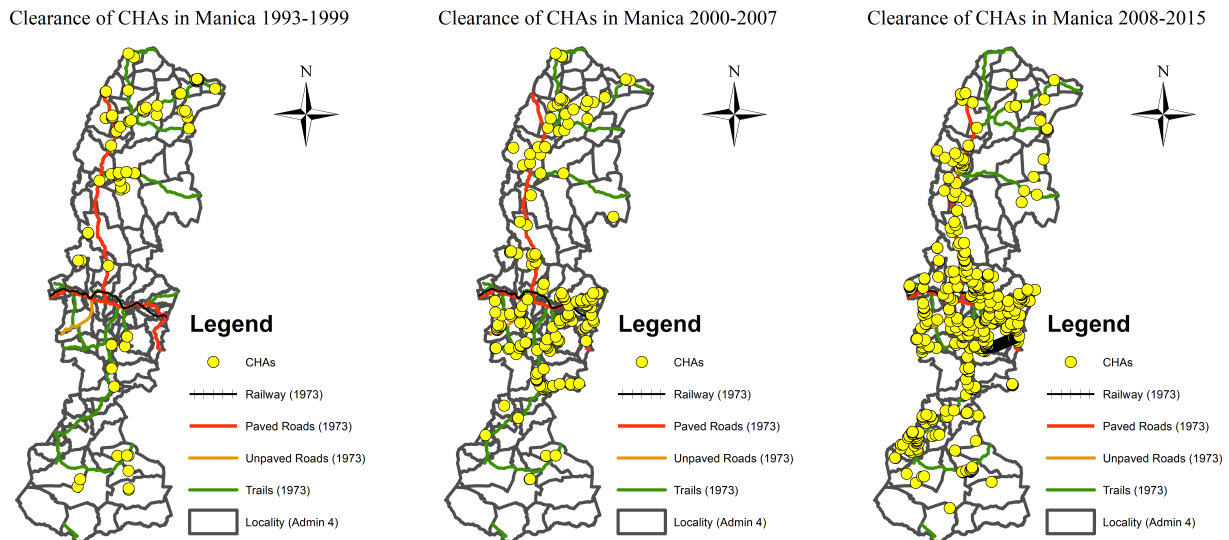 Clearance of CHAs in Manica 1993-1999
N
Legend
CHAs
Railway (1973)
Paved Roads (1973)
Unpaved Roads (1973)
Trails (1973)
Locality (Admin 4)
Clearance of CHAs in Manica 2000-2007
N
Legend
CHAs
Railway (1973)
Paved Roads (1973)
Unpaved Roads (1973)
Trails (1973)
Locality (Admin 4)
Clearance of CHAs in Manica 2008-2015
N
Legend
CHAs
Railway (1973)
Paved Roads (1973)
Unpaved Roads (1973)
Trails (1973)
Locality (Admin 4)